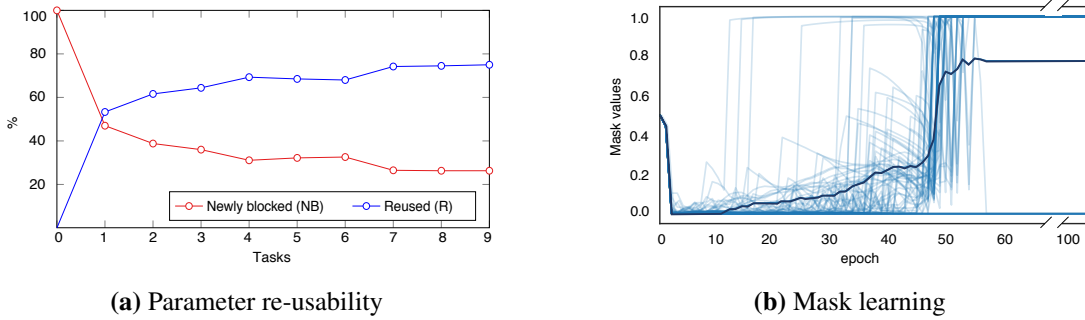 100
80
60
40
20
%
0 1 2 3 4 5 6 7 8 9
Tasks
Newly blocked (NB) Reused (R)
(a) Parameter re-usability
1.0
0.8
0.6
0.4
0.2
0.0
Mask values
0 10 20 30 40 50 60 100
epoch
(b) Mask learning